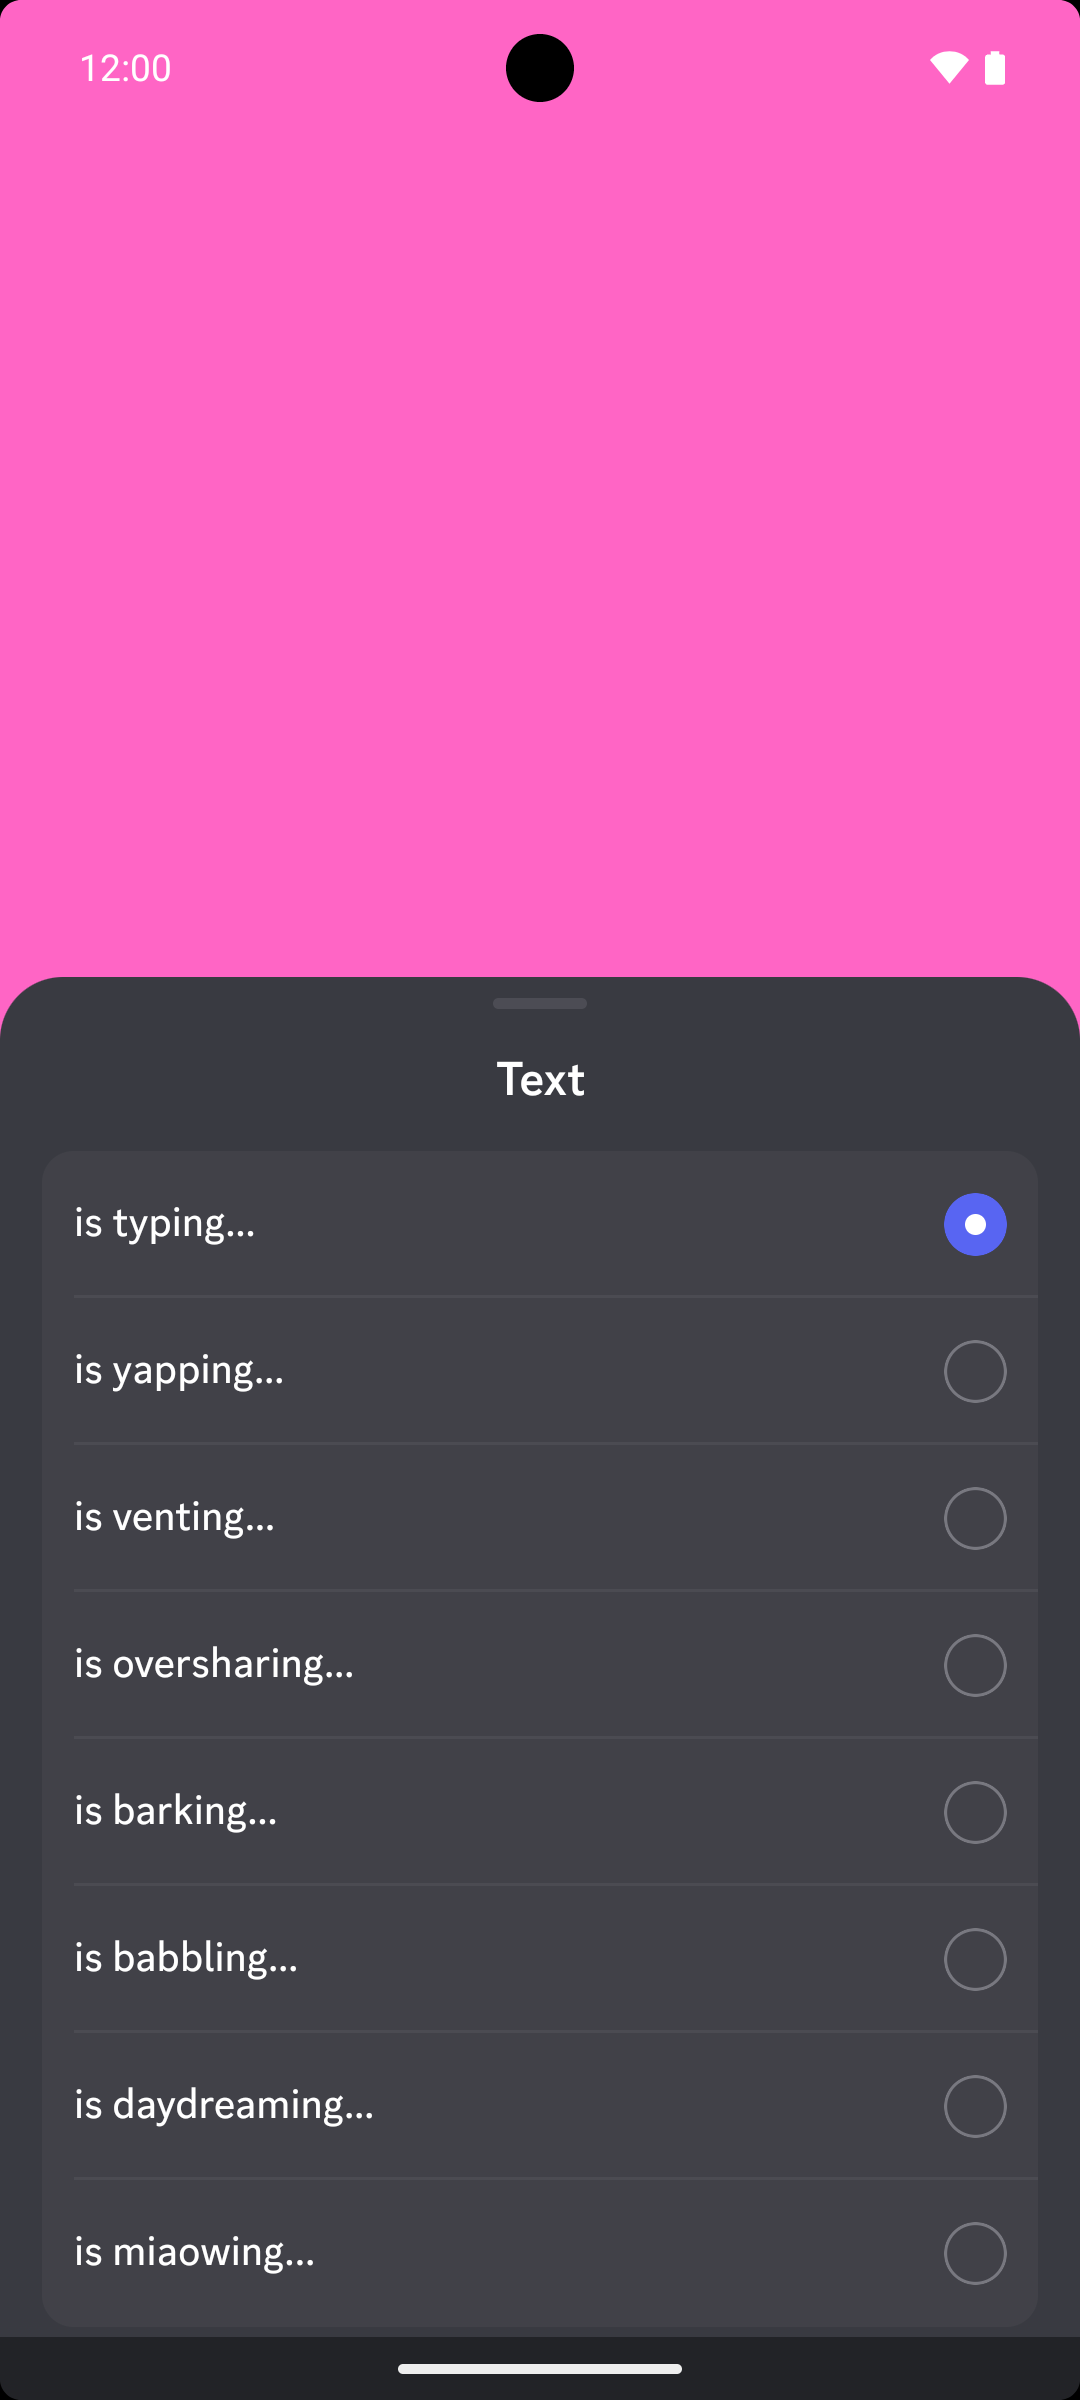 12:00
Text
is typing...
is yapping...
is venting...
is oversharing...
is barking...
is babbling...
is daydreaming...
is miaowing...